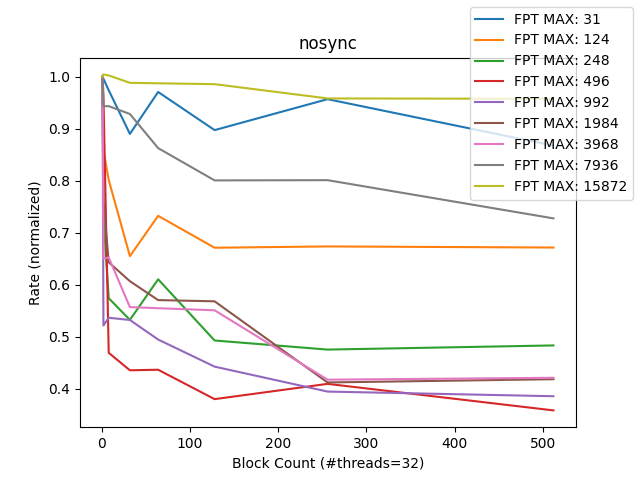 nosync
FPT MAX: 31
FPT MAX: 124
FPT MAX: 248
FPT MAX: 496
FPT MAX: 992
FPT MAX: 1984
FPT MAX: 3968
FPT MAX: 7936
FPT MAX: 15872
Rate (normalized)
1.0
0.9
0.8
0.7
0.6
0.5
0.4
0
100
200
300
400
500
Block Count (#threads=32)